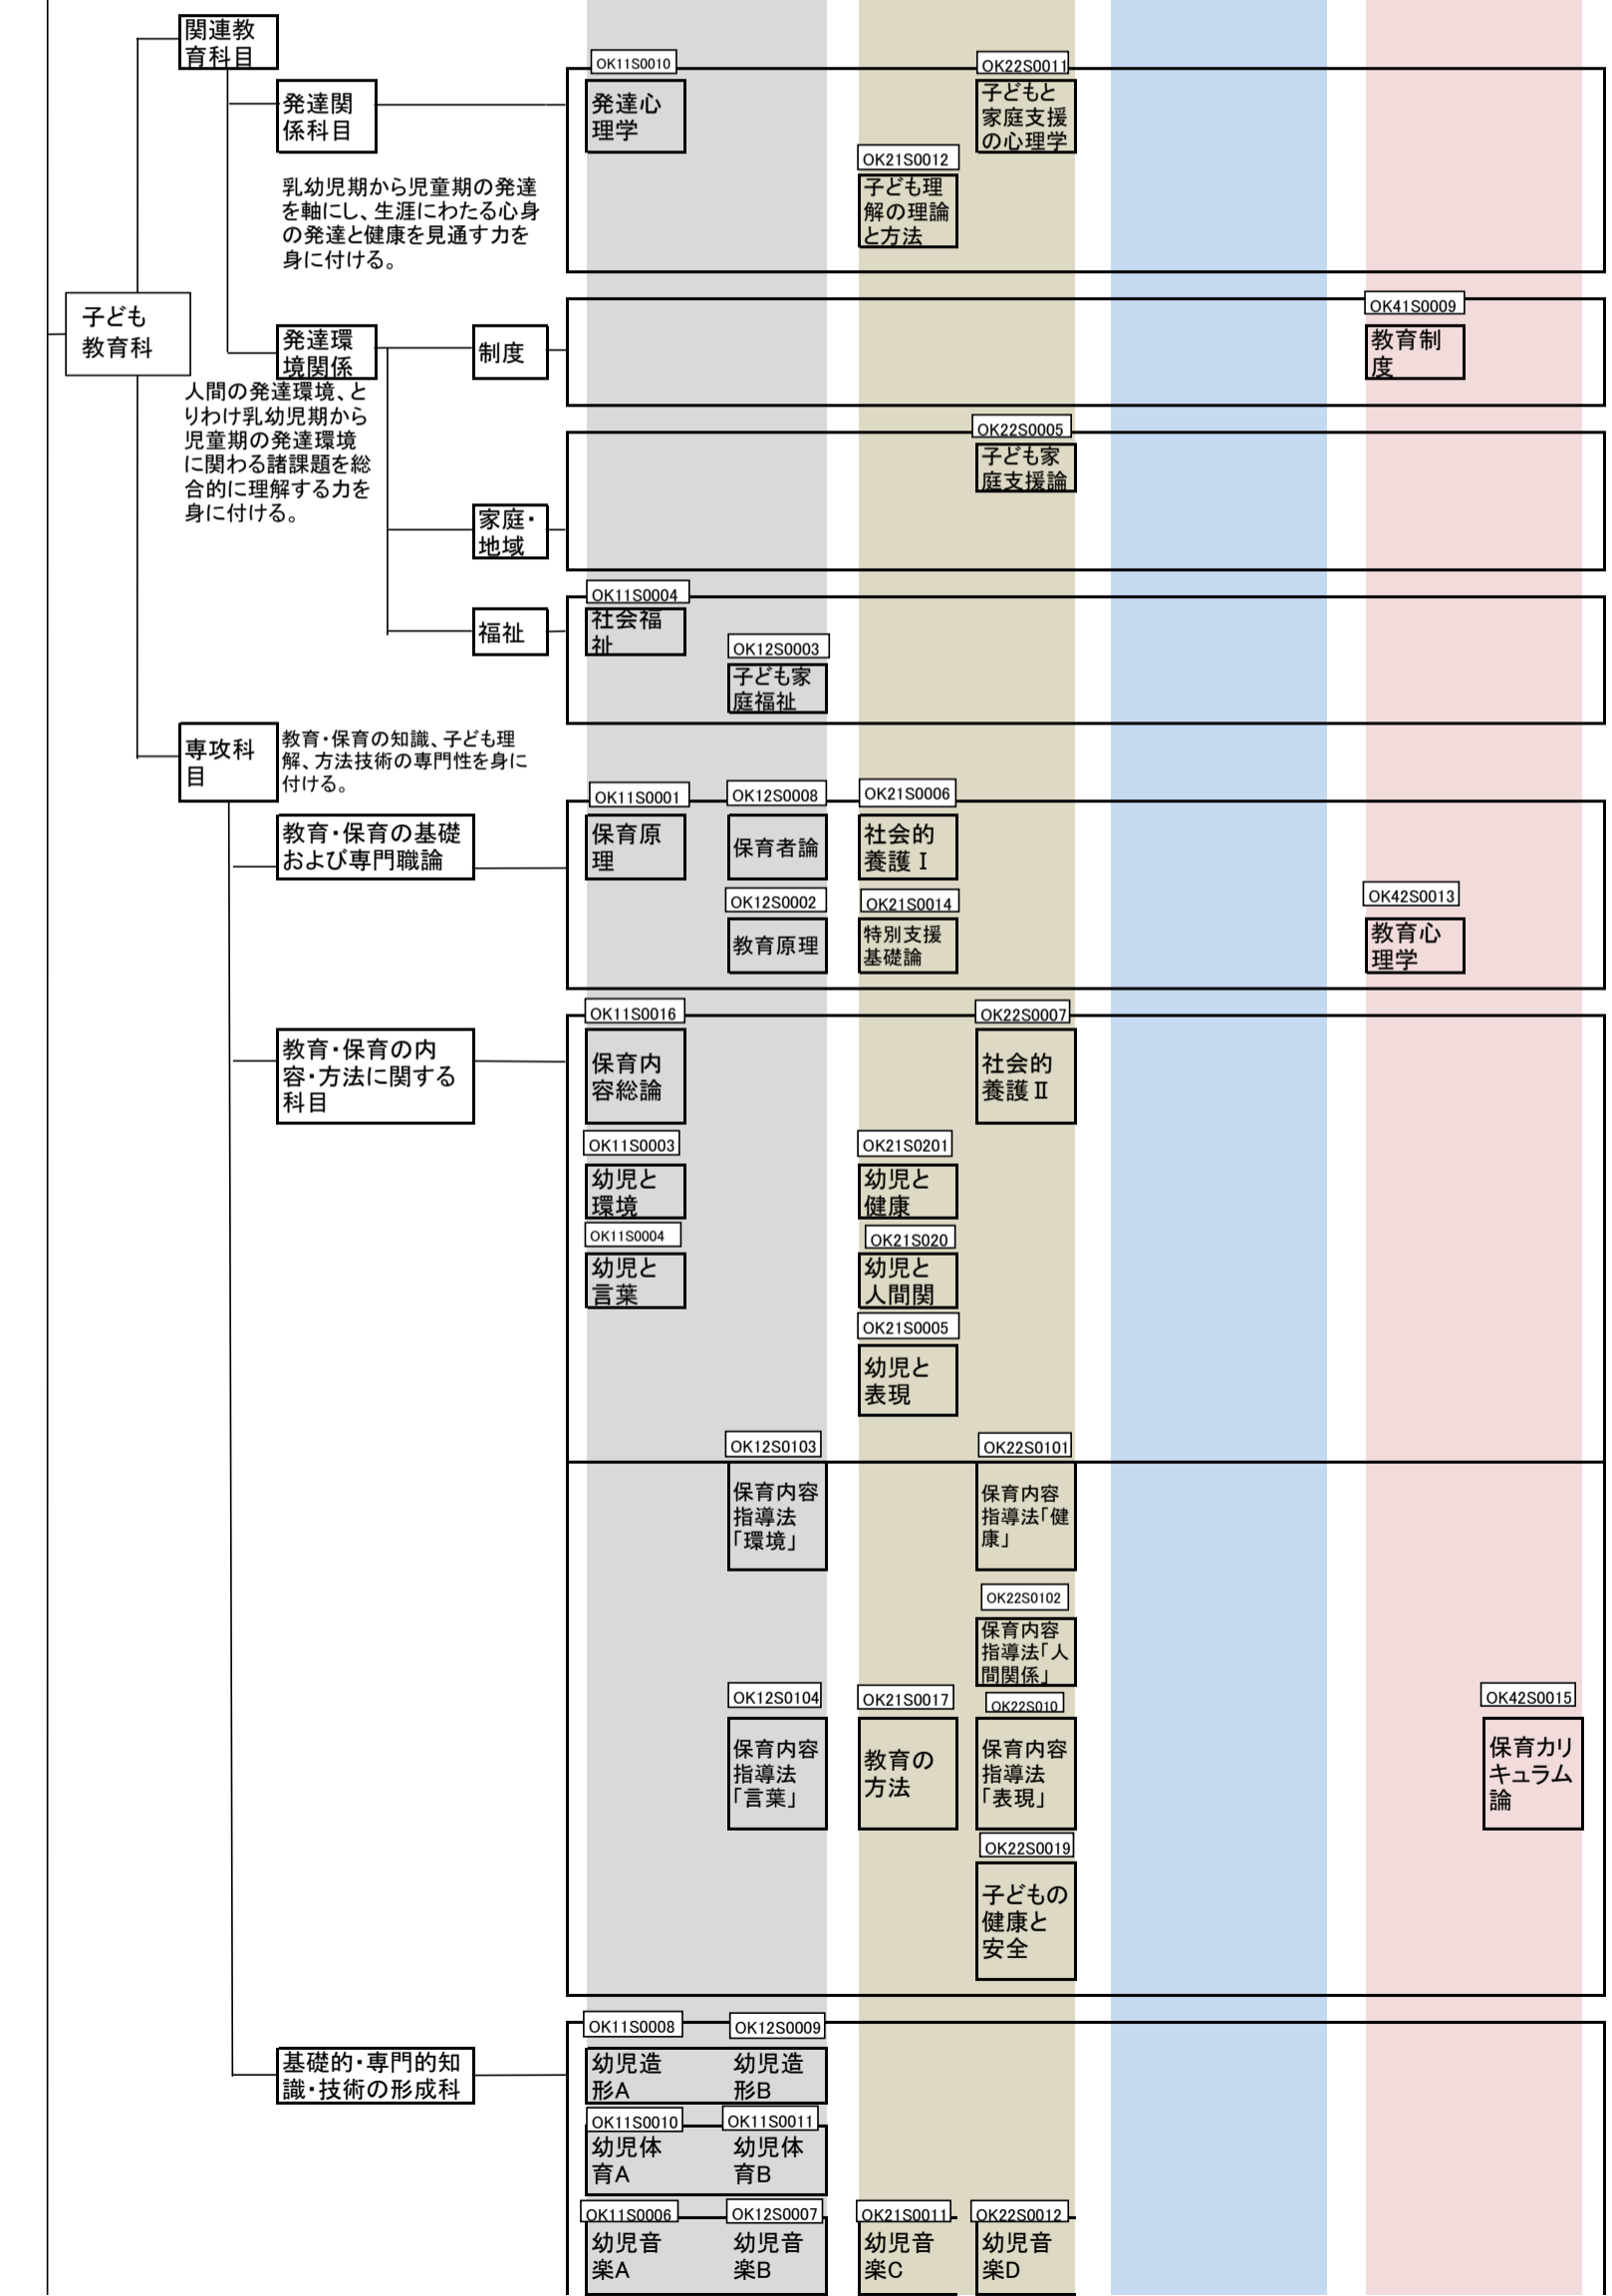 関連教
育科目
OK11S0010
OK22S0011
発達関
係科目
発達心
理学
子どもと
家庭支援
の心理学
OK21S0012
子ども理
解の理論
と方法
乳幼児期から児童期の発達
を軸にし、生涯にわたる心身
の発達と健康を見通す力を
身に付ける。
子ども
教育科
発達環
境関係
制度
OK41S0009
教育制
度
人間の発達環境、と
りわけ乳幼児期から
児童期の発達環境
に関わる諸課題を総
合的に理解する力を
身に付ける。
OK22S0005
子ども家
庭支援論
家庭・
地域
福祉
OK11S0004
社会福
祉
OK12S0003
子ども家
庭福祉
専攻科
目
教育・保育の知識、子ども理
解、方法技術の専門性を身に
付ける。
教育・保育の基礎
および専門職論
OK11S0001
保育原
理
OK12S0008
保育者論
OK21S0006
社会的
養護Ⅰ
OK12S0002
教育原理
OK21S0014
特別支援
基礎論
OK42S0013
教育心
理学
教育・保育の内
容・方法に関する
科目
OK11S0016
保育内
容総論
OK22S0007
社会的
養護Ⅱ
OK11S0003
幼児と
環境
OK21S0201
幼児と
健康
OK11S0004
幼児と
言葉
OK21S020
幼児と
人間関
OK21S0005
幼児と
表現
OK12S0103
保育内容
指導法
「環境」
OK22S0101
保育内容
指導法「健
康」
OK22S0102
保育内容
指導法「人
間関係」
OK12S0104
保育内容
指導法
「言葉」
OK21S0017
教育の
方法
OK22S010
保育内容
指導法
「表現」
OK42S0015
保育カリ
キュラム
論
OK22S0019
子どもの
健康と
安全
基礎的・専門的知
識・技術の形成科
OK11S0008
幼児造
形A
OK12S0009
幼児造
形B
OK11S0010
幼児体
育A
OK11S0011
幼児体
育B
OK11S0006
幼児音
楽A
OK12S0007
幼児音
楽B
OK21S0011
幼児音
楽C
OK22S0012
幼児音
楽D